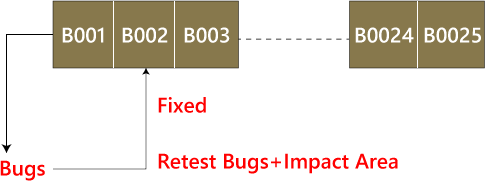 B001 B002 B003 B0024 B0025
Fixed
Bugs Retest Bugs+Impact Area